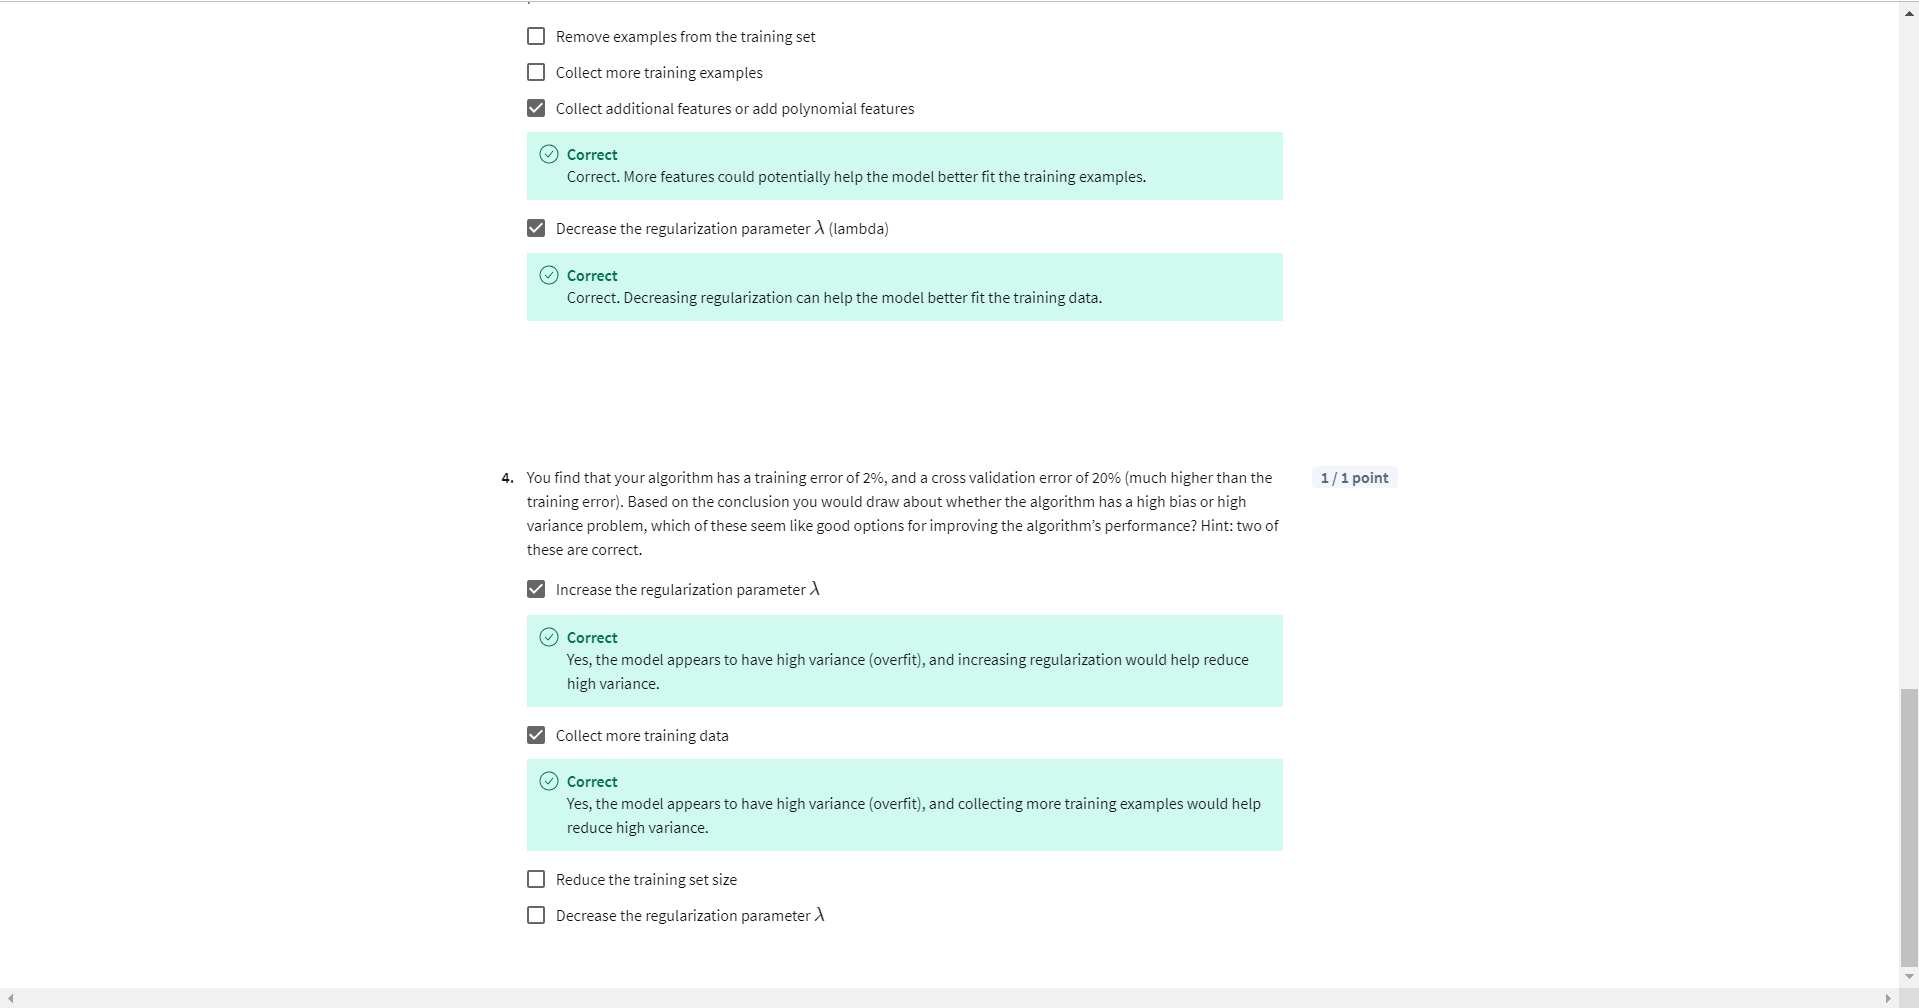 Remove examples from the training set
Collect more training examples
Collect additional features or add polynomial features
Correct
Correct. More features could potentially help the model better fit the training examples.
Decrease the regularization parameter λ (lambda)
Correct
Correct. Decreasing regularization can help the model better fit the training data.
4. You find that your algorithm has a training error of 2%, and a cross validation error of 20% (much higher than the
1 / 1 point
training error). Based on the conclusion you would draw about whether the algorithm has a high bias or high
variance problem, which of these seem like good options for improving the algorithm’s performance? Hint: two of
these are correct.
Increase the regularization parameter λ
Correct
Yes, the model appears to have high variance (overfit), and increasing regularization would help reduce
high variance.
Collect more training data
Correct
Yes, the model appears to have high variance (overfit), and collecting more training examples would help
reduce high variance.
Reduce the training set size
Decrease the regularization parameter λ